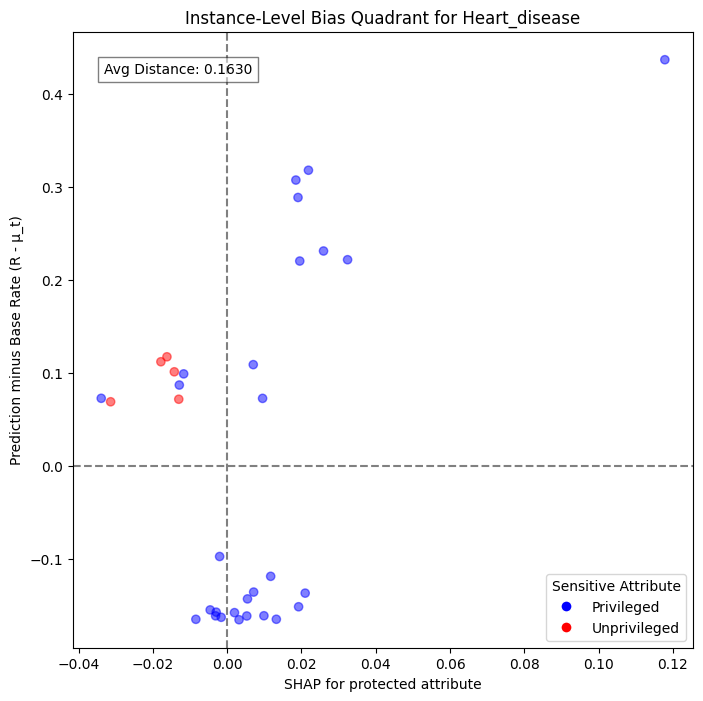 Instance-Level Bias Quadrant for Heart_disease
Avg Distance: 0.1630
Prediction minus Base Rate (R - μ_t)
0.4
0.3
0.2
0.1
0.0
−0.1
Sensitive Attribute
Privileged
Unprivileged
−0.04 −0.02 0.00 0.02 0.04 0.06 0.08 0.10 0.12
SHAP for protected attribute